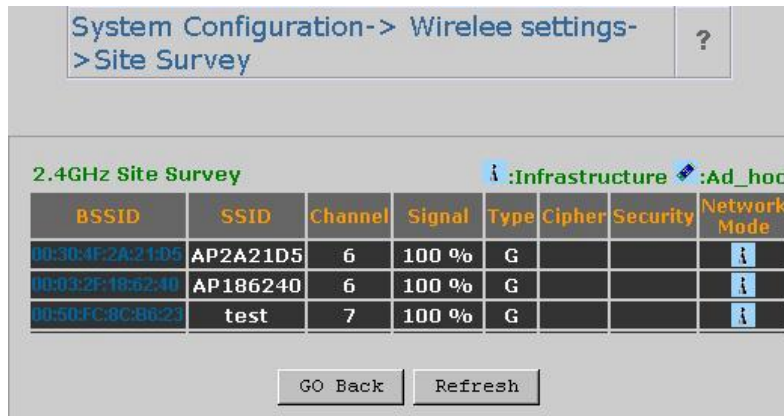 System Configuration-> Wirelee settings-
>Site Survey
?
2.4GHz Site Survey
:Infrastructure :Ad_hoc
BSSID SSID Channel Signal Type Cipher Security Network Mode
00:30:4F:2A:21:D5 AP2A21D5 6 100 % G
00:03:2F:18:62:40 AP186240 6 100 % G
00:50:FC:8C:B6:23 test 7 100 % G
GO Back Refresh